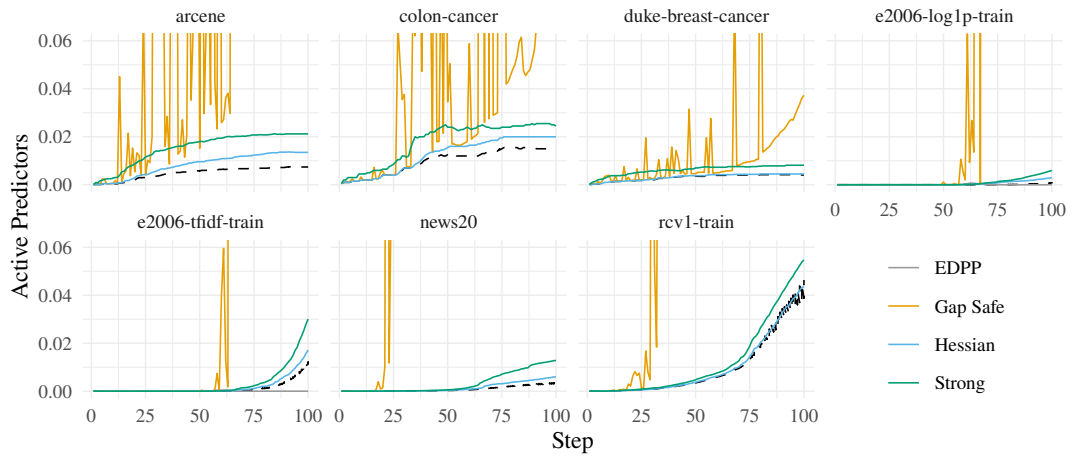 arcene colon-cancer duke-breast-cancer e2006-log1p-train
0.06
0.04
0.02
0.00
0 25 50 75 100
e2006-tfidf-train news20 rcv1-train
0.06
0.04
0.02
0.00
0 25 50 75 100 0 25 50 75 100 0 25 50 75 100
Active Predictors
Step
EDPP
Gap Safe
Hessian
Strong